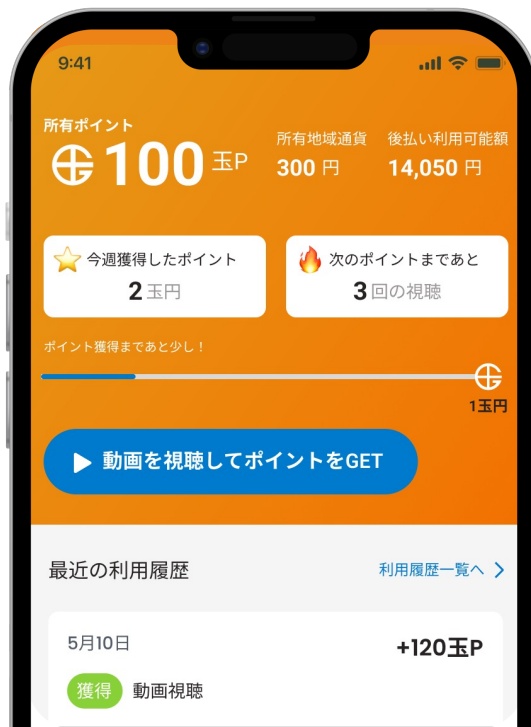 9:41
所有ポイント
100 玉P
所有地域通貨
300 円
後払い利用可能額
14,050 円
今週獲得したポイント
2 玉円
次のポイントまであと
3 回の視聴
ポイント獲得まであと少し!
1玉円
動画を視聴してポイントをGET
最近の利用履歴
利用履歴一覧へ
5月10日
+120玉P
獲得 動画視聴